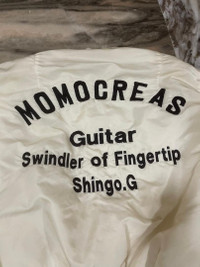 MOMOCREAS
Guitar
Swindler of Fingertip
Shingo.G